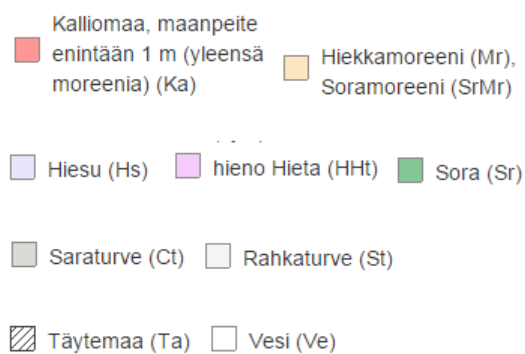 Kalliomaa, maanpeite
enintään 1 m (yleensä
moreenia) (Ka)
Hiekkamoreeni (Mr),
Soramoreeni (SrMr)
Hiesu (Hs)
hieno Hieta (HHt)
Sora (Sr)
Saraturve (Ct)
Rahkaturve (St)
Täytemaa (Ta)
Vesi (Ve)